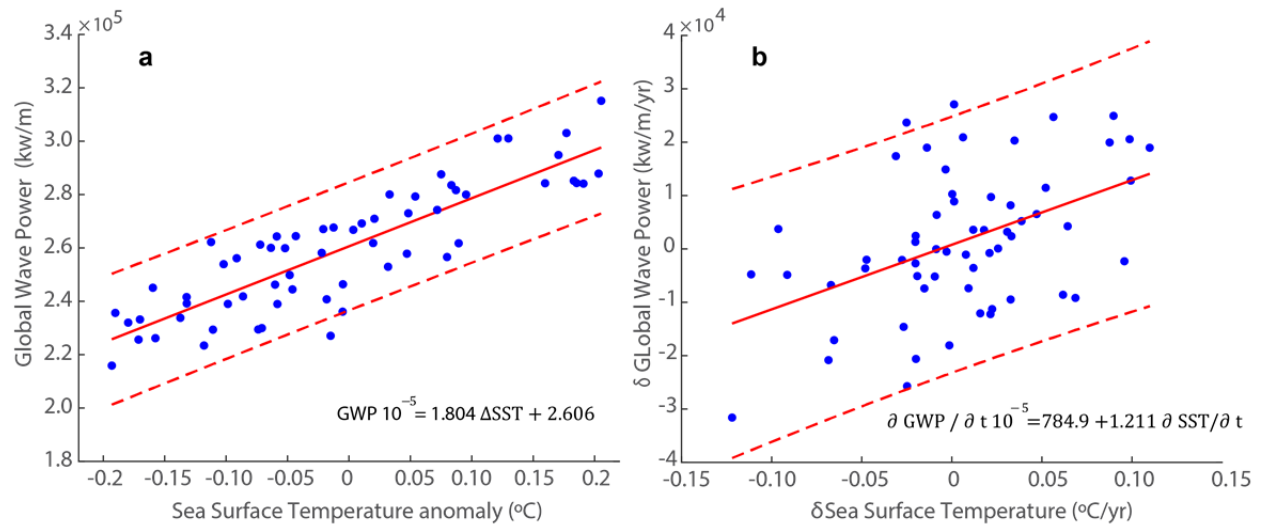 3.4 ×10^5
a
3.2
3.0
2.8
2.6
2.4
2.2
2.0
1.8
Global Wave Power (kw/m)
GWP 10^-5 = 1.804 ΔSST + 2.606
-0.2 -0.15 -0.10 -0.05 0 0.05 0.10 0.15 0.2
Sea Surface Temperature anomaly (ºC)
4 ×10^4
b
3
2
1
0
-1
-2
-3
-4
δ GLobal Wave Power (kw/m/yr)
∂ GWP / ∂ t 10^-5 =784.9 +1.211 ∂ SST/∂ t
-0.15 -0.10 -0.05 0 0.05 0.10 0.15
δSea Surface Temperature (ºC/yr)